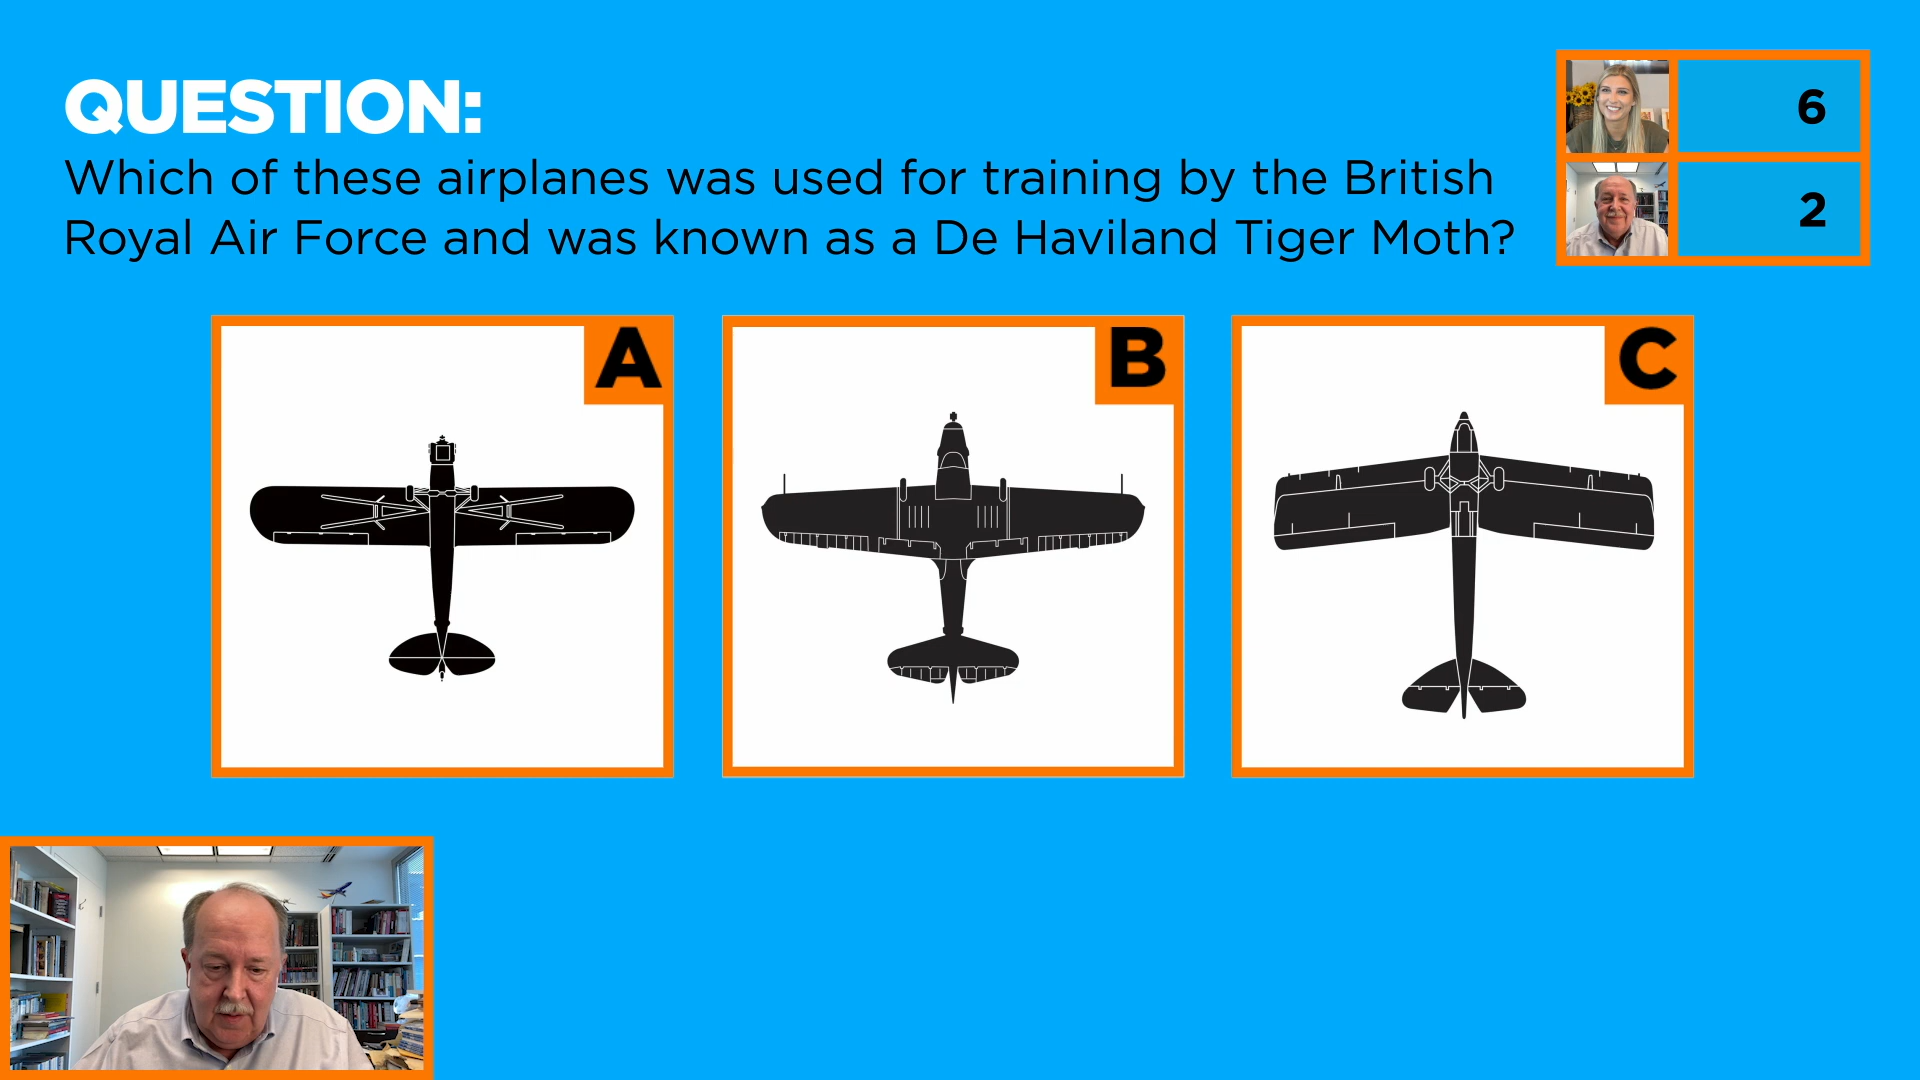 QUESTION:
Which of these airplanes was used for training by the British
Royal Air Force and was known as a De Haviland Tiger Moth?
6
2
A
B
C